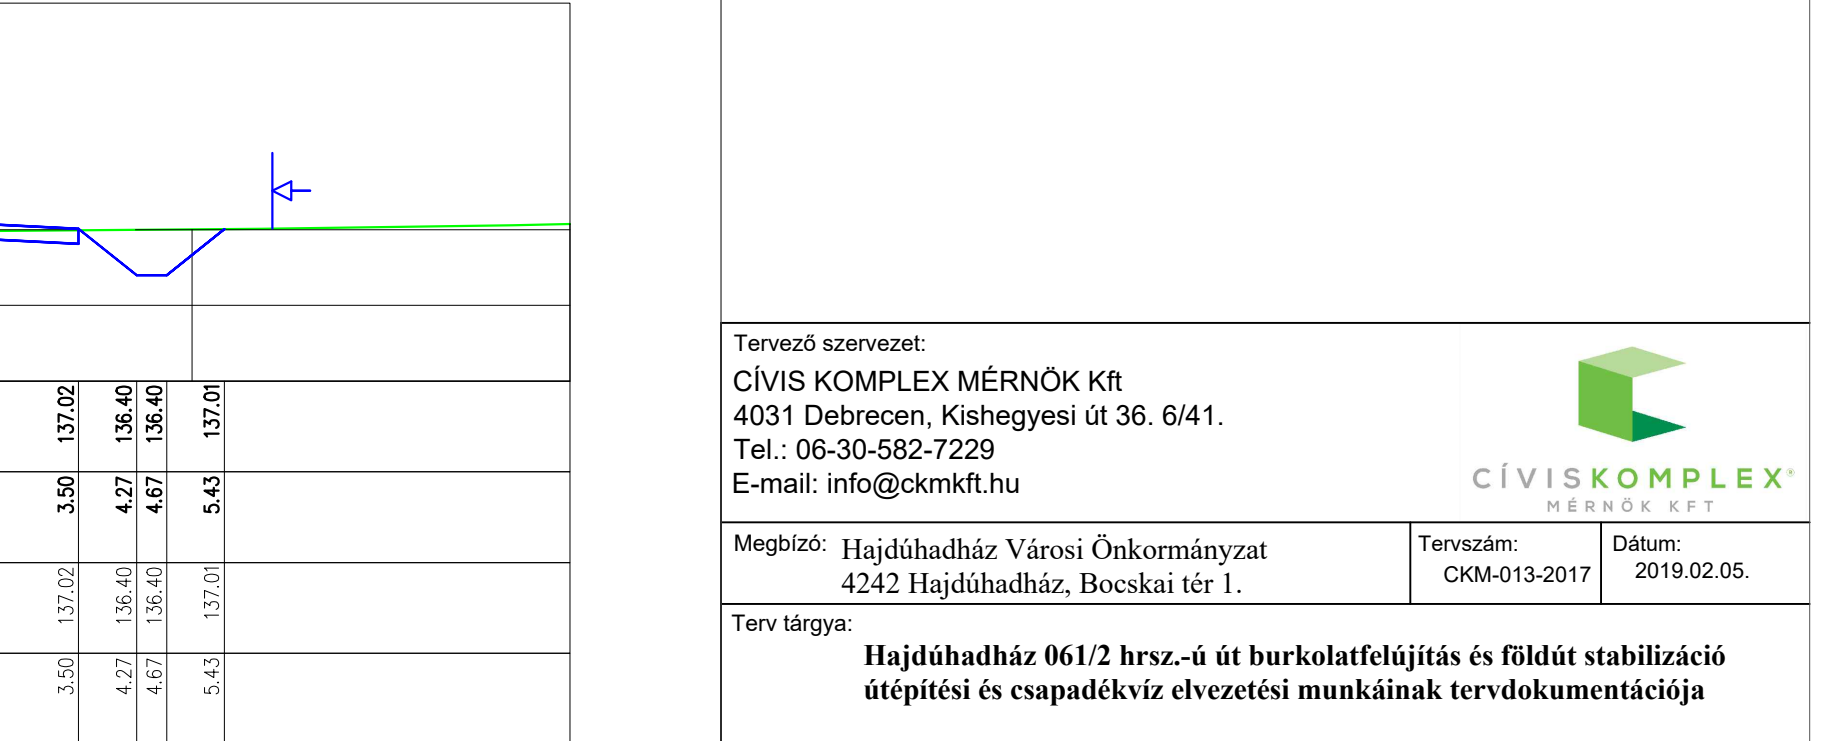 137.02
136.40
136.40
137.01
3.50
4.27
4.67
5.43
137.02
136.40
136.40
137.01
3.50
4.27
4.67
5.43
Tervező szervezet:
CÍVIS KOMPLEX MÉRNÖK Kft
4031 Debrecen, Kishegyesi út 36. 6/41.
Tel.: 06-30-582-7229
E-mail: info@ckmkft.hu
CÍVISKOMPLEX®
MÉRNÖK KFT
Megbízó: Hajdúhadház Városi Önkormányzat
4242 Hajdúhadház, Bocskai tér 1.
Tervszám:
CKM-013-2017
Dátum:
2019.02.05.
Terv tárgya:
Hajdúhadház 061/2 hrsz.-ú út burkolatfelújítás és földút stabilizáció
útépítési és csapadékvíz elvezetési munkáinak tervdokumentációja